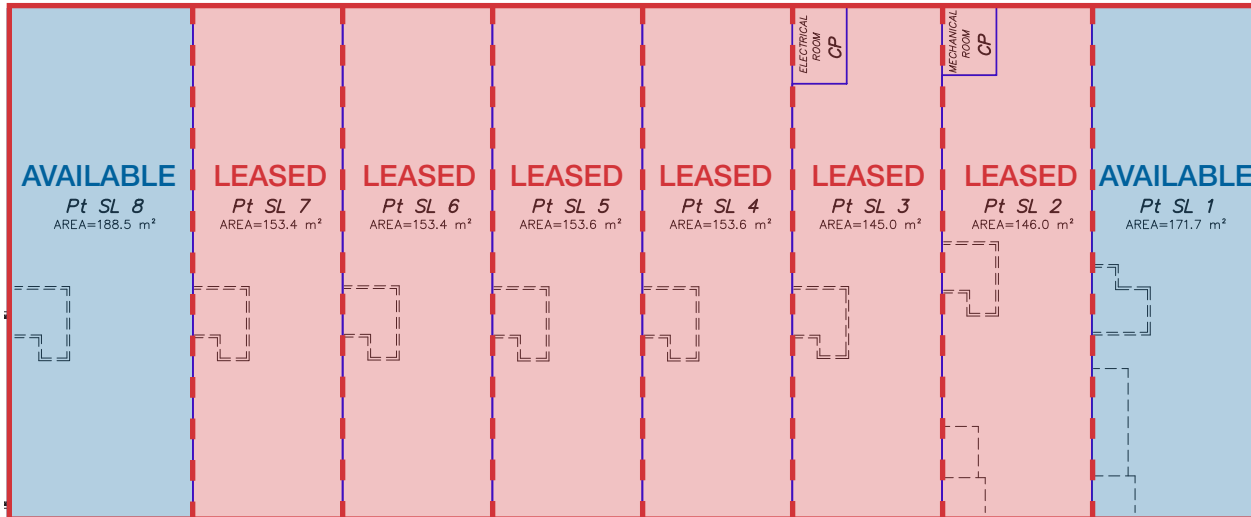 ELECTRICAL
ROOM
CP
MECHANICAL
ROOM
CP
AVAILABLE
Pt SL 8
AREA=188.5 m²
LEASED
Pt SL 7
AREA=153.4 m²
LEASED
Pt SL 6
AREA=153.4 m²
LEASED
Pt SL 5
AREA=153.6 m²
LEASED
Pt SL 4
AREA=153.6 m²
LEASED
Pt SL 3
AREA=145.0 m²
LEASED
Pt SL 2
AREA=146.0 m²
AVAILABLE
Pt SL 1
AREA=171.7 m²